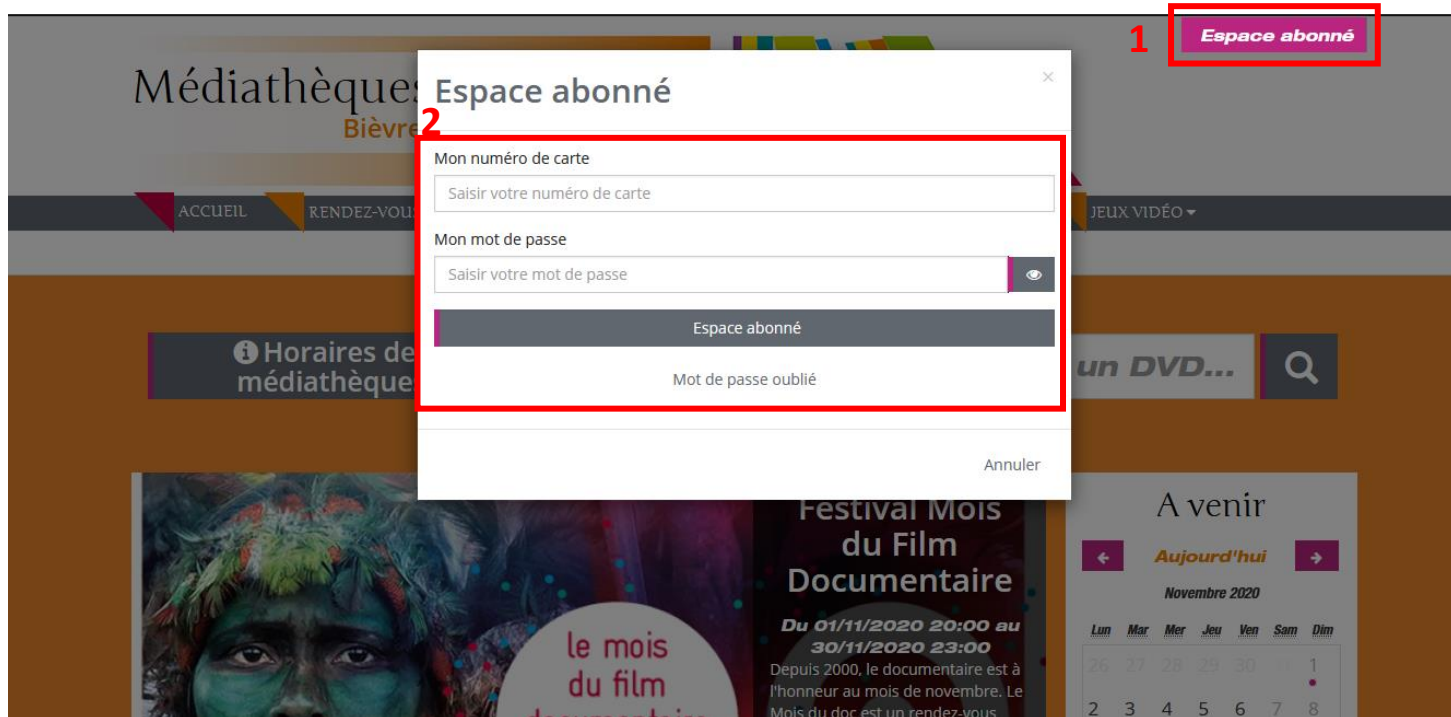 1
Espace abonné
Médiathèques
Bièvre
Espace abonné
×
2
Mon numéro de carte
Saisir votre numéro de carte
Mon mot de passe
Saisir votre mot de passe
Espace abonné
Mot de passe oublié
Annuler
ACCUEIL
RENDEZ-VOUS
JEUX VIDÉO
Horaires de
médiathèque
un DVD...
le mois
du film
documentaire
Festival Mois
du Film
Documentaire
Du 01/11/2020 20:00 au
30/11/2020 23:00
Depuis 2000, le documentaire est à
l'honneur au mois de novembre. Le
Mois du doc est un rendez-vous
A venir
Aujourd'hui
Novembre 2020
Lun Mar Mer Jeu Ven Sam Dim
26 27 28 29 30 31 1
2 3 4 5 6 7 8